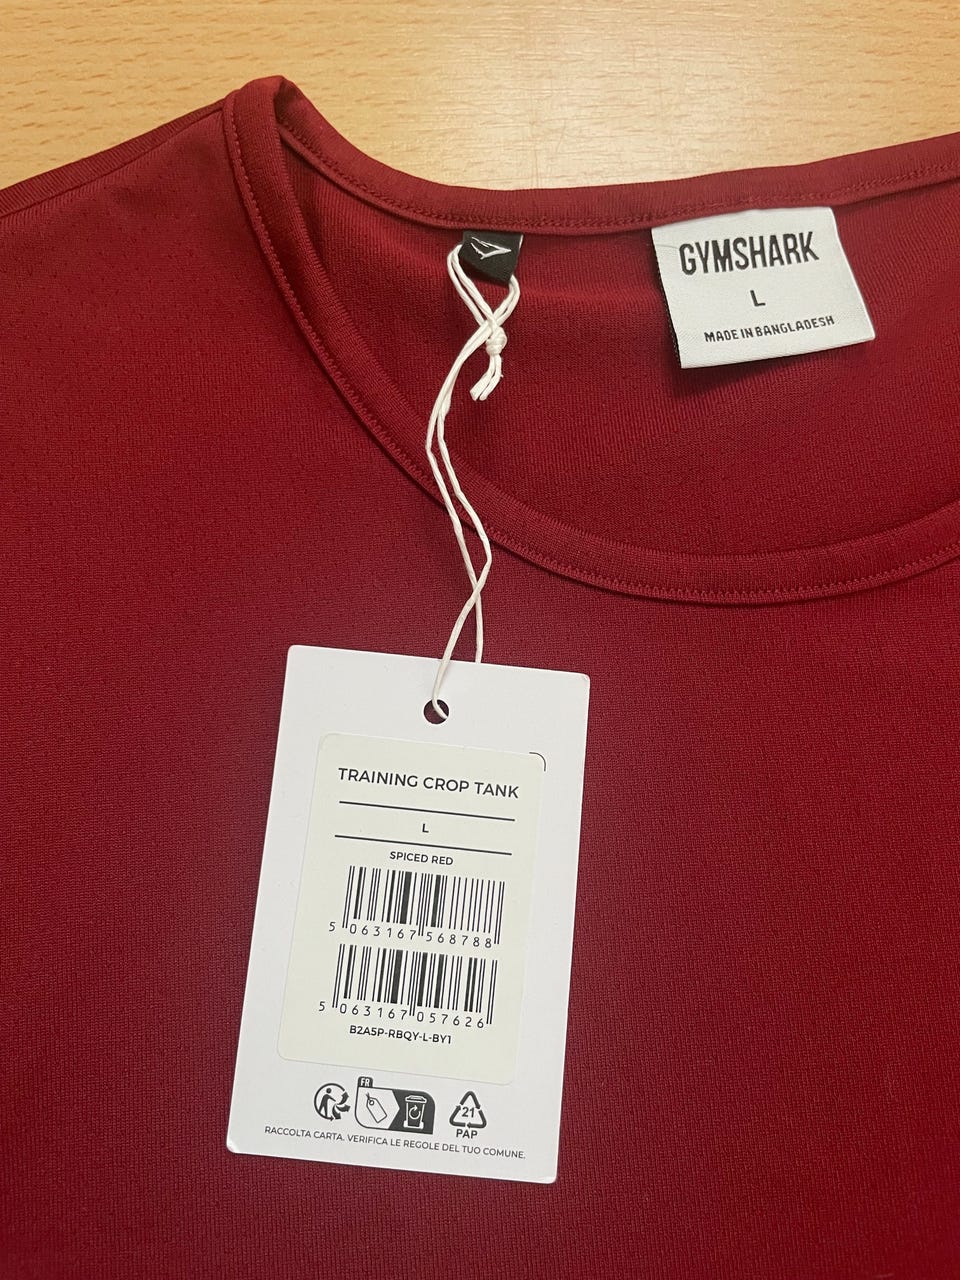 GYMSHARK
L
MADE IN BANGLADESH
TRAINING CROP TANK
L
SPICED RED
5 063167 568788
5 063167 057626
B2A5P-RBQY-L-BY1
FR
21
PAP
RACCOLTA CARTA. VERIFICA LE REGOLE DEL TUO COMUNE.